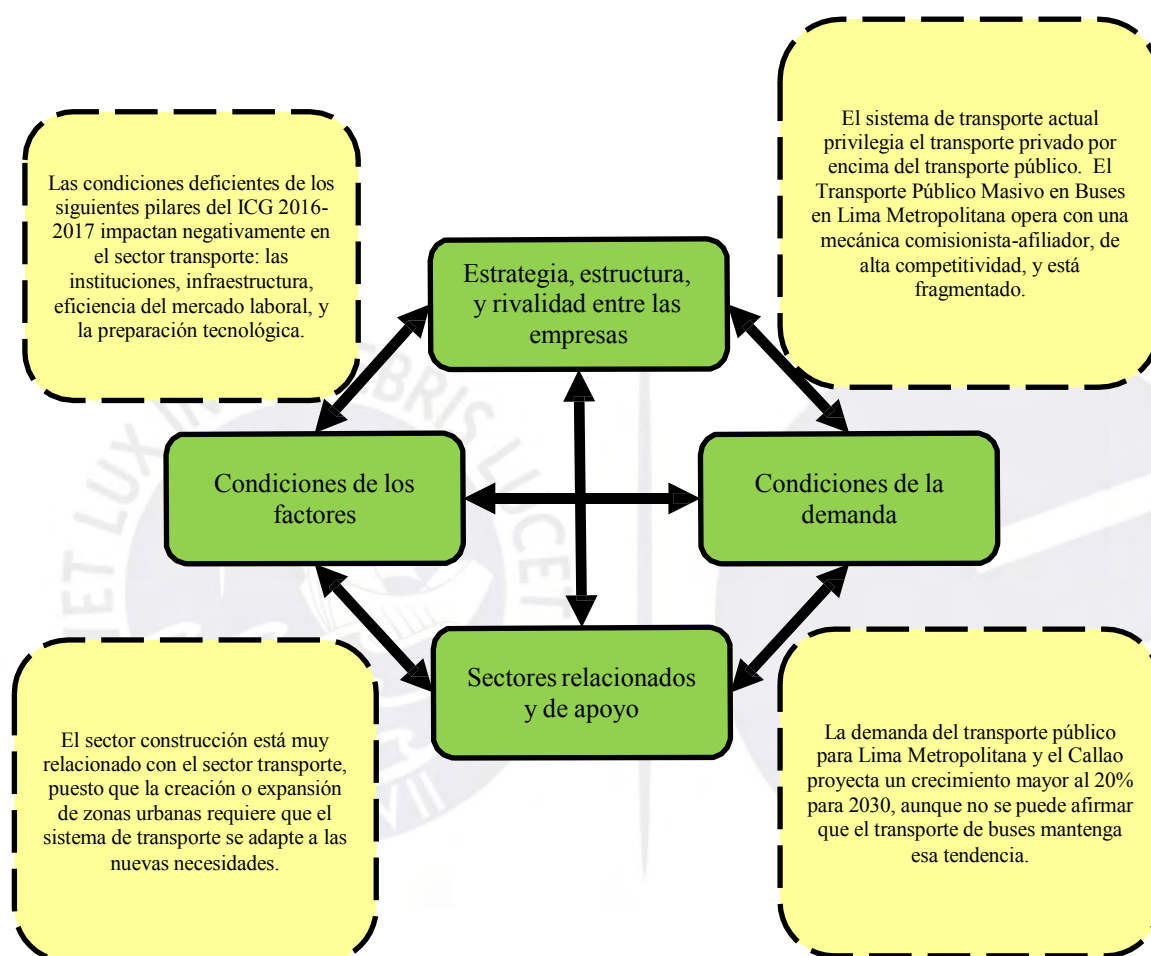 El sistema de transporte actual
privilegia el transporte privado por
encima del transporte público. El
Transporte Público Masivo en Buses
en Lima Metropolitana opera con una
mecánica comisionista-afiliador, de
alta competitividad, y está
fragmentado.
Las condiciones deficientes de los
siguientes pilares del ICG 2016-
2017 impactan negativamente en
el sector transporte: las
instituciones, infraestructura,
eficiencia del mercado laboral, y
la preparación tecnológica.
Estrategia, estructura,
y rivalidad entre las
empresas
Condiciones de los
factores
Condiciones de la
demanda
Sectores relacionados
y de apoyo
El sector construcción está muy
relacionado con el sector transporte,
puesto que la creación o expansión
de zonas urbanas requiere que el
sistema de transporte se adapte a las
nuevas necesidades.
La demanda del transporte público
para Lima Metropolitana y el Callao
proyecta un crecimiento mayor al 20%
para 2030, aunque no se puede afirmar
que el transporte de buses mantenga
esa tendencia.